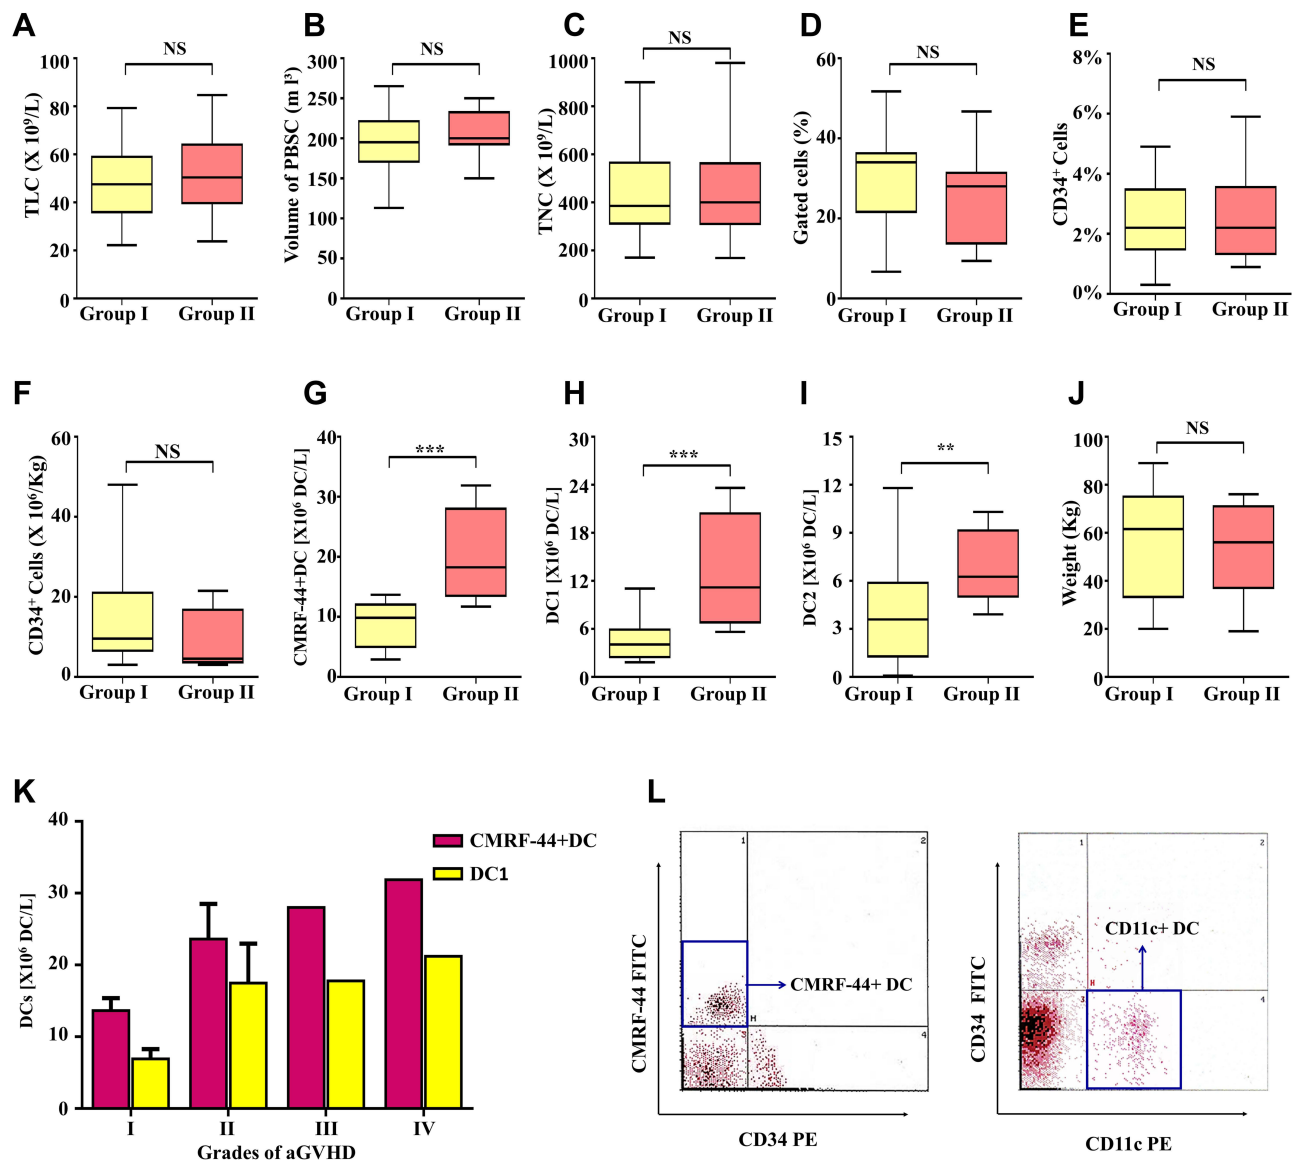 A
NS
TLC (X 10⁹/L)
100
80
60
40
20
0
Group I
Group II
B
NS
Volume of PBSC (m l³)
300
250
200
150
100
50
0
Group I
Group II
C
NS
TNC (X 10⁹/L)
1000
800
600
400
200
0
Group I
Group II
D
NS
Gated cells (%)
60
40
20
0
Group I
Group II
E
NS
CD34⁺ Cells
8%
6%
4%
2%
0%
Group I
Group II
F
NS
CD34⁺ Cells (X 10⁶/Kg)
60
40
20
0
Group I
Group II
G
***
CMRF-44+DC [X10⁶ DC/L]
40
30
20
10
0
Group I
Group II
H
***
DC1 [X10⁶ DC/L]
30
24
18
12
6
0
Group I
Group II
I
**
DC2 [X10⁶ DC/L]
15
12
9
6
3
0
Group I
Group II
J
NS
Weight (Kg)
100
80
60
40
20
0
Group I
Group II
K
DCs [X10⁶ DC/L]
40
30
20
10
0
CMRF-44+DC
DC1
I
II
III
IV
Grades of aGVHD
L
CMRF-44 FITC
1
2
CMRF-44+ DC
H
3
4
CD34 PE
CD34 FITC
1
2
CD11c+ DC
H
3
4
CD11c PE